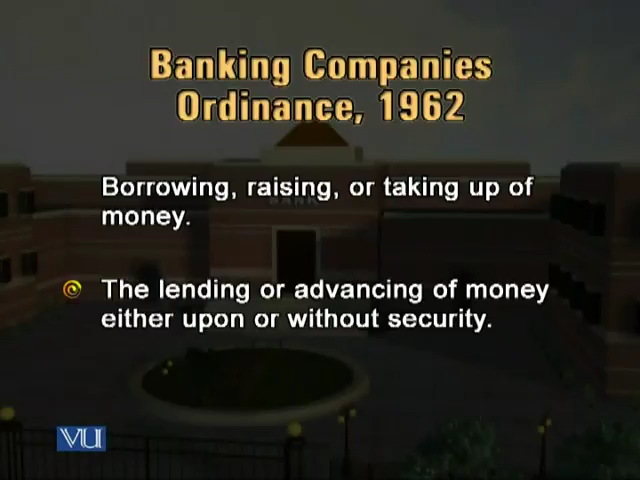 Banking Companies
Ordinance, 1962
Borrowing, raising, or taking up of
money.
The lending or advancing of money
either upon or without security.
BANK
VU